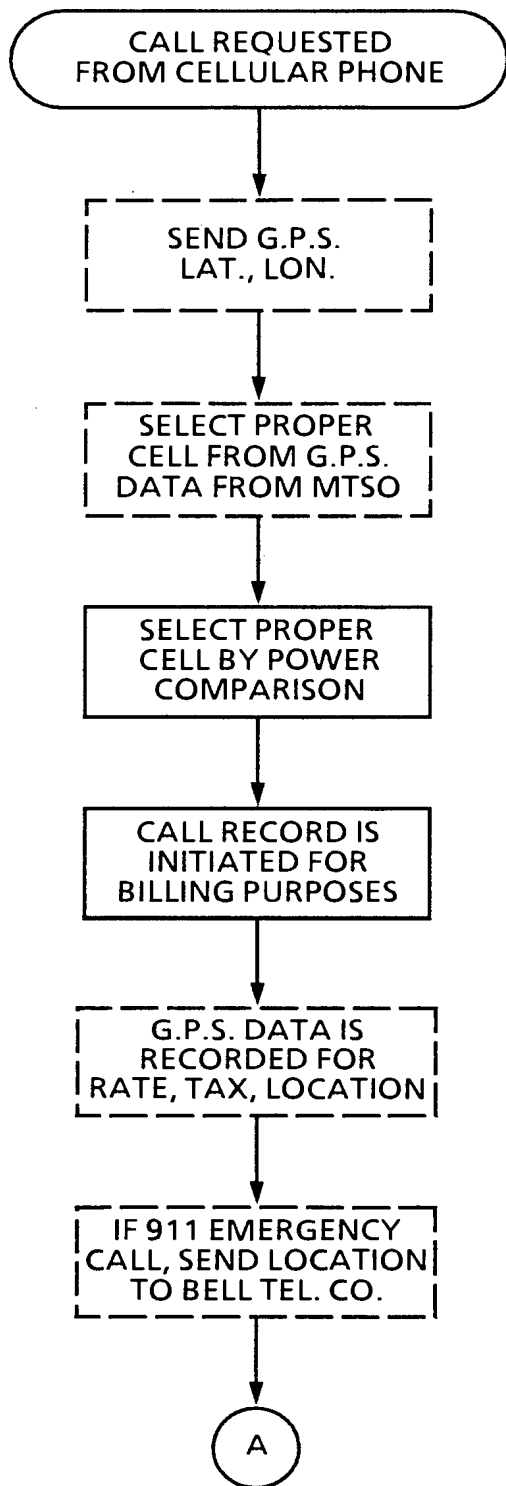 CALL REQUESTED
FROM CELLULAR PHONE
SEND G.P.S.
LAT., LON.
SELECT PROPER
CELL FROM G.P.S.
DATA FROM MTSO
SELECT PROPER
CELL BY POWER
COMPARISON
CALL RECORD IS
INITIATED FOR
BILLING PURPOSES
G.P.S. DATA IS
RECORDED FOR
RATE, TAX, LOCATION
IF 911 EMERGENCY
CALL, SEND LOCATION
TO BELL TEL. CO.
A